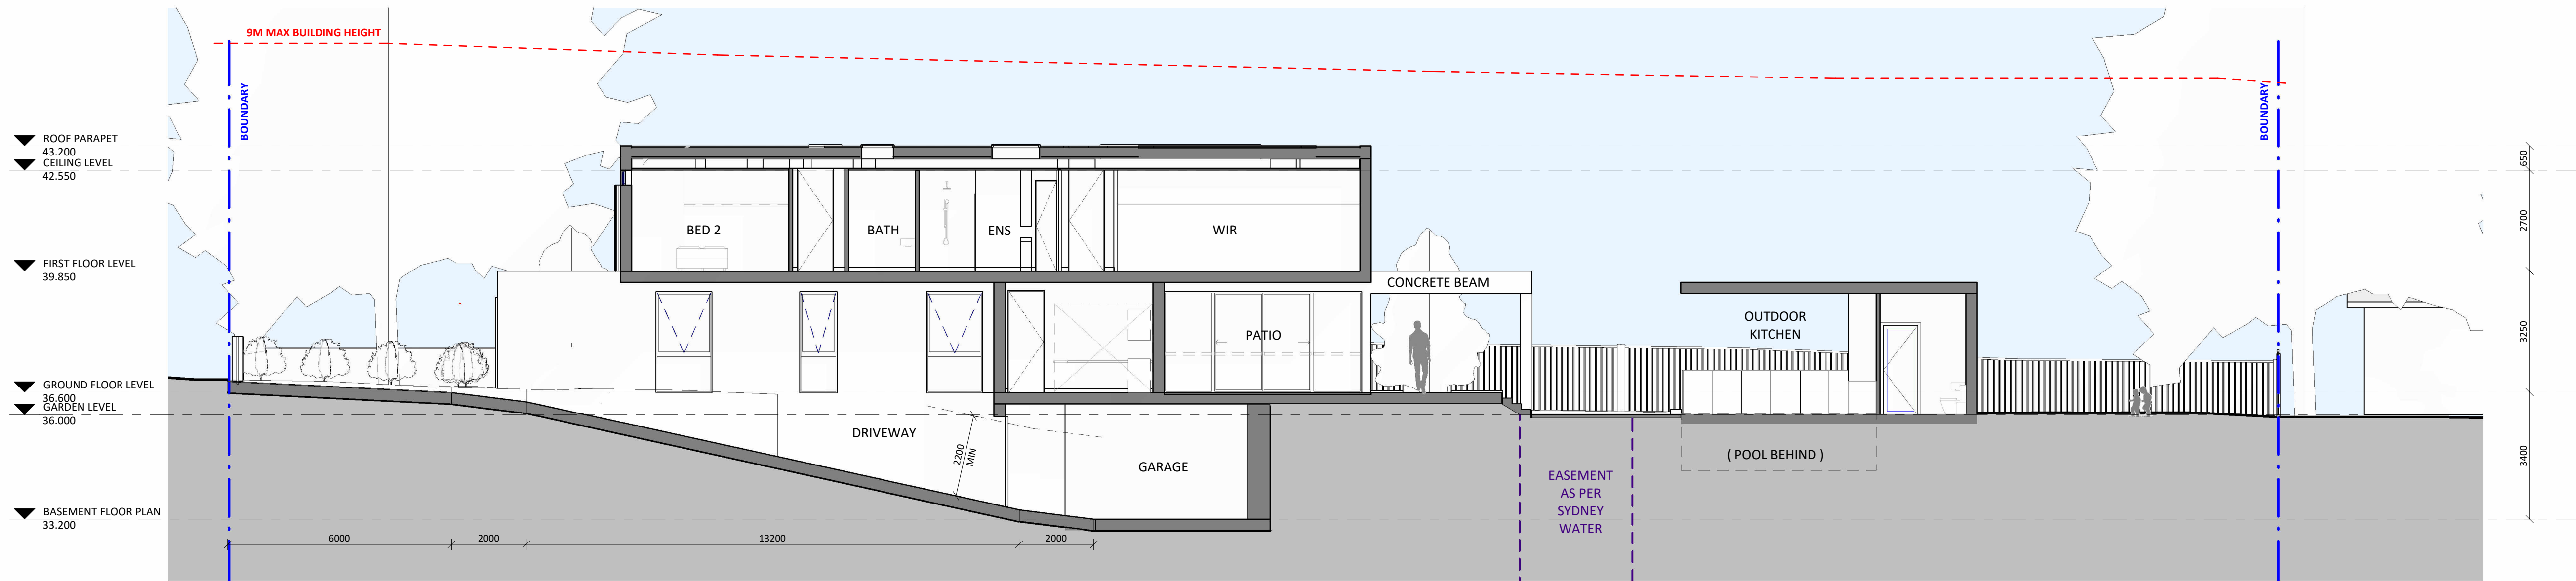 9M MAX BUILDING HEIGHT
BOUNDARY
BOUNDARY
ROOF PARAPET
43.200
CEILING LEVEL
42.550
650
2700
BED 2
BATH
ENS
WIR
FIRST FLOOR LEVEL
39.850
CONCRETE BEAM
OUTDOOR
KITCHEN
PATIO
3250
GROUND FLOOR LEVEL
36.600
GARDEN LEVEL
36.000
DRIVEWAY
2200
MIN
GARAGE
( POOL BEHIND )
3400
EASEMENT
AS PER
SYDNEY
WATER
BASEMENT FLOOR PLAN
33.200
6000
2000
13200
2000